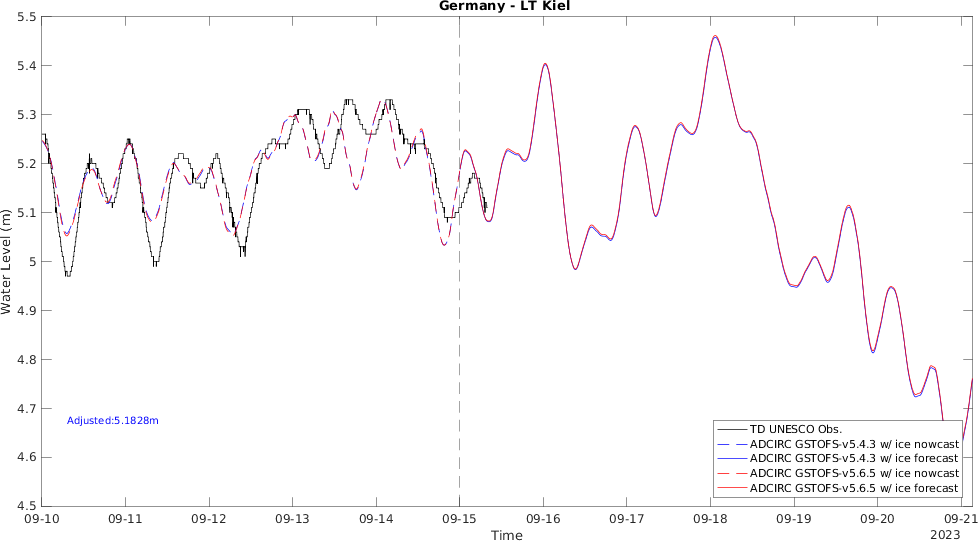 Germany - LT Kiel
5.5
5.4
5.3
5.2
5.1
5
4.9
4.8
4.7
4.6
4.5
Water Level (m)
Adjusted:5.1828m
TD UNESCO Obs.
ADCIRC GSTOFS-v5.4.3 w/ ice nowcast
ADCIRC GSTOFS-v5.4.3 w/ ice forecast
ADCIRC GSTOFS-v5.6.5 w/ ice nowcast
ADCIRC GSTOFS-v5.6.5 w/ ice forecast
09-10 09-11 09-12 09-13 09-14 09-15 09-16 09-17 09-18 09-19 09-20 09-21
Time
2023